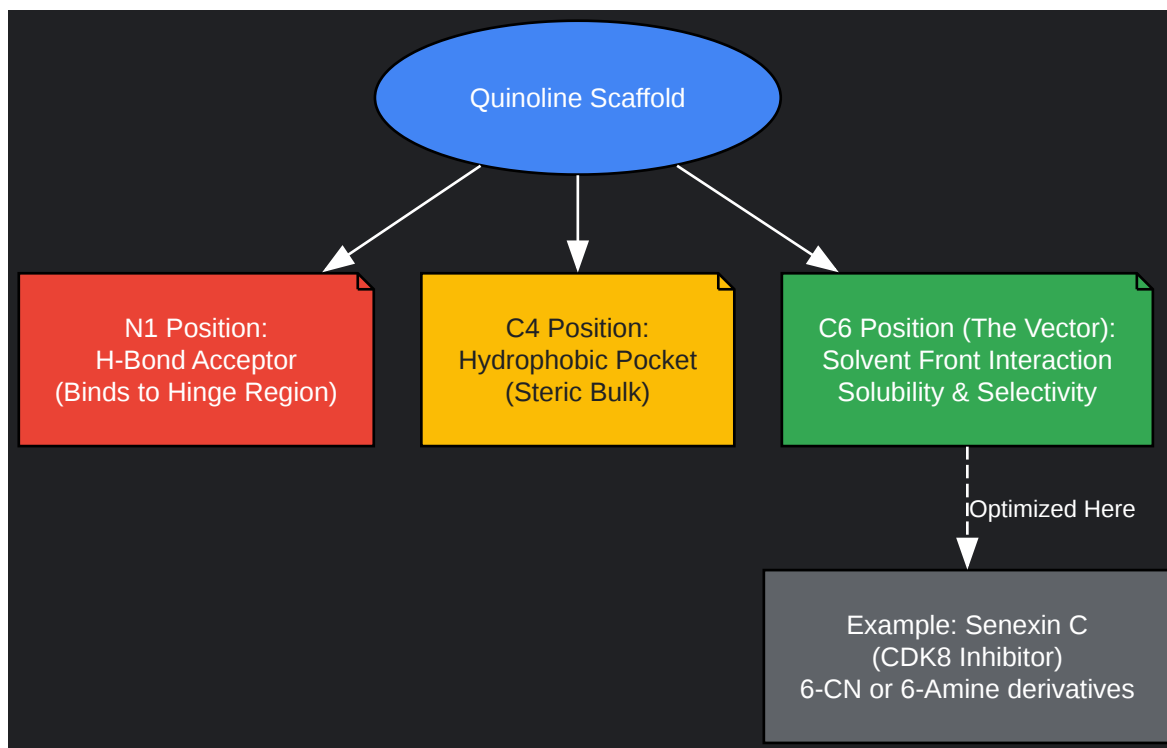 Quinoline Scaffold
N1 Position:
H-Bond Acceptor
(Binds to Hinge Region)
C4 Position:
Hydrophobic Pocket
(Steric Bulk)
C6 Position (The Vector):
Solvent Front Interaction
Solubility & Selectivity
Optimized Here
Example: Senexin C
(CDK8 Inhibitor)
6-CN or 6-Amine derivatives